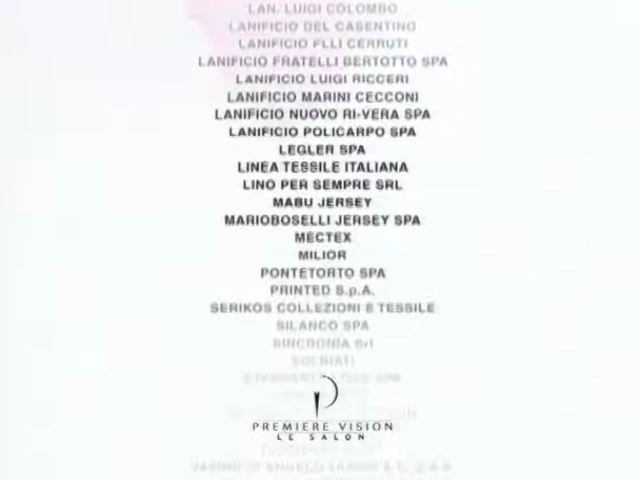 LAN. LUIGI COLOMBO
LANIFICIO DEL CASENTINO
LANIFICIO FLLI CERRUTI
LANIFICIO FRATELLI BERTOTTO SPA
LANIFICIO LUIGI RICCERI
LANIFICIO MARINI CECCONI
LANIFICIO NUOVO RI-VERA SPA
LANIFICIO POLICARPO SPA
LEGLER SPA
LINEA TESSILE ITALIANA
LINO PER SEMPRE SRL
MABU JERSEY
MARIOBOSELLI JERSEY SPA
MECTEX
MILIOR
PONTETORTO SPA
PRINTED S.p.A.
SERIKOS COLLEZIONI E TESSILE
SILANCO SPA
SINCRONIA Srl
SOLBIATI
PREMIERE VISION
LE SALON